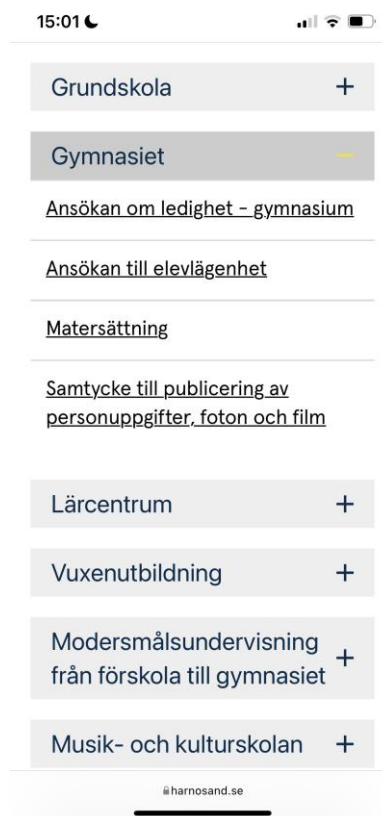 15:01
Grundskola +
Gymnasiet −
Ansökan om ledighet - gymnasium
Ansökan till elevlägenhet
Matersättning
Samtycke till publicering av
personuppgifter, foton och film
Lärcentrum +
Vuxenutbildning +
Modersmålsundervisning
från förskola till gymnasiet +
Musik- och kulturskolan +
harnosand.se